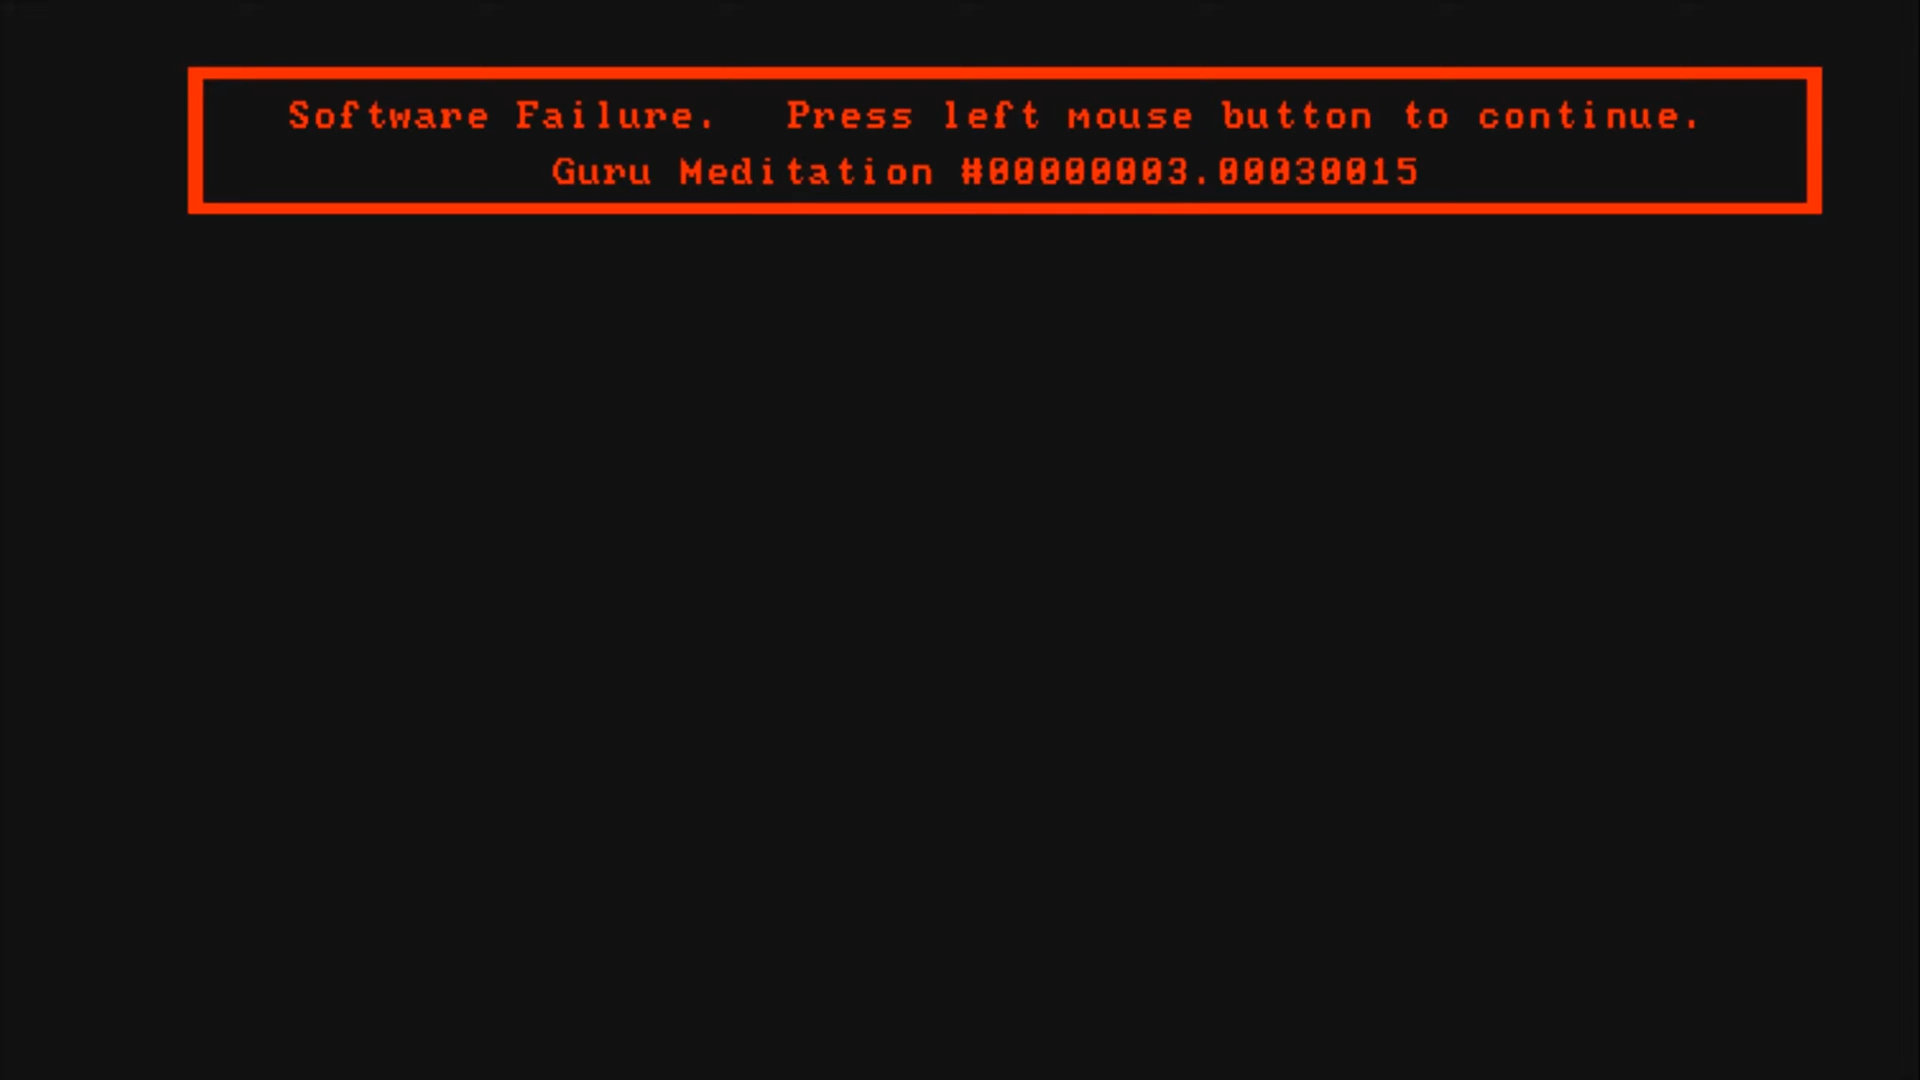 Software Failure.   Press left mouse button to continue.
Guru Meditation #00000003.00030015